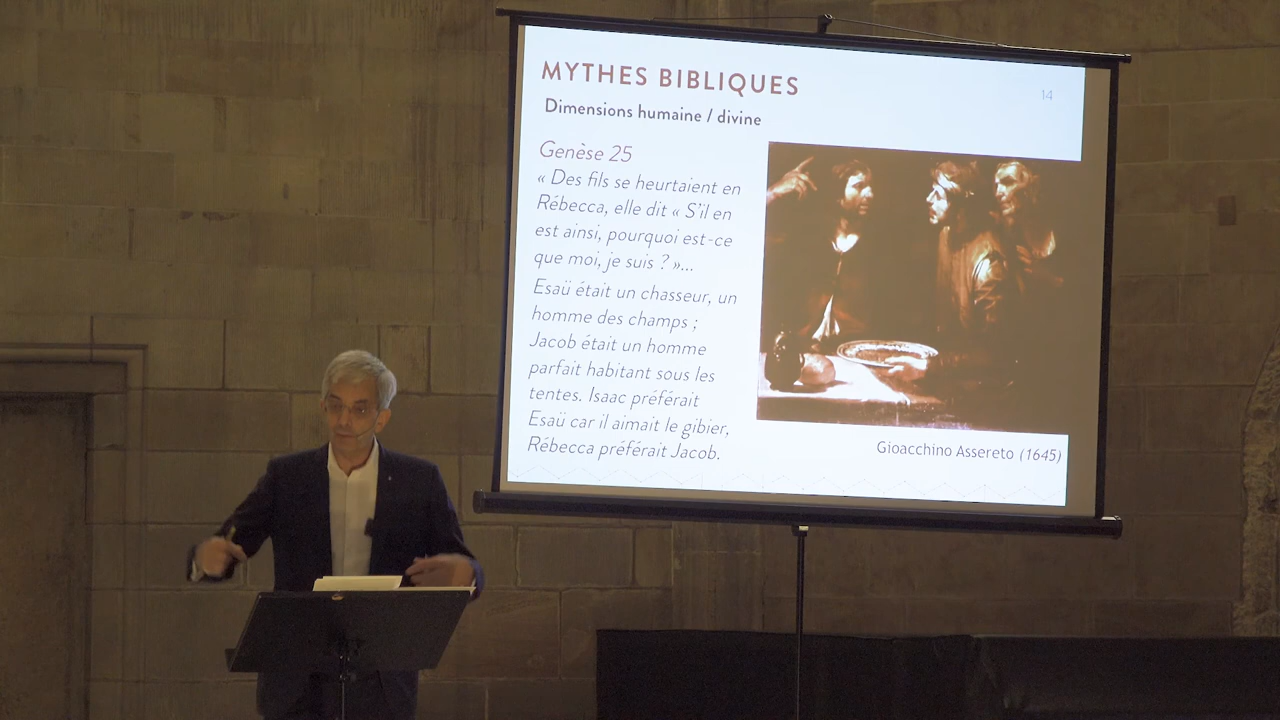 MYTHES BIBLIQUES
14
Dimensions humaine / divine
Genèse 25
« Des fils se heurtaient en
Rébecca, elle dit « S'il en
est ainsi, pourquoi est-ce
que moi, je suis ? »...
Esaü était un chasseur, un
homme des champs ;
Jacob était un homme
parfait habitant sous les
tentes. Isaac préférait
Esaü car il aimait le gibier,
Rébecca préférait Jacob.
Gioacchino Assereto (1645)